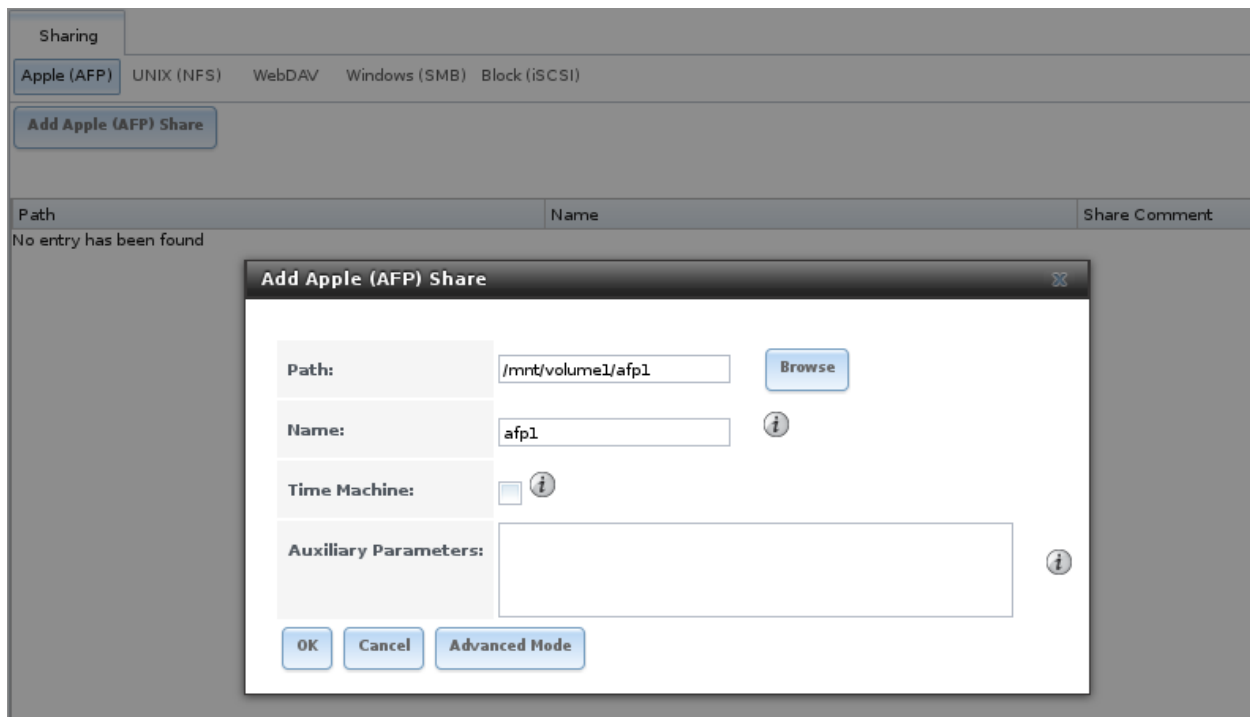 Sharing
Apple (AFP) UNIX (NFS) WebDAV Windows (SMB) Block (iSCSI)
Add Apple (AFP) Share
Path Name Share Comment
No entry has been found
Add Apple (AFP) Share
Path: /mnt/volume1/afp1 Browse
Name: afp1
Time Machine:
Auxiliary Parameters:
OK Cancel Advanced Mode